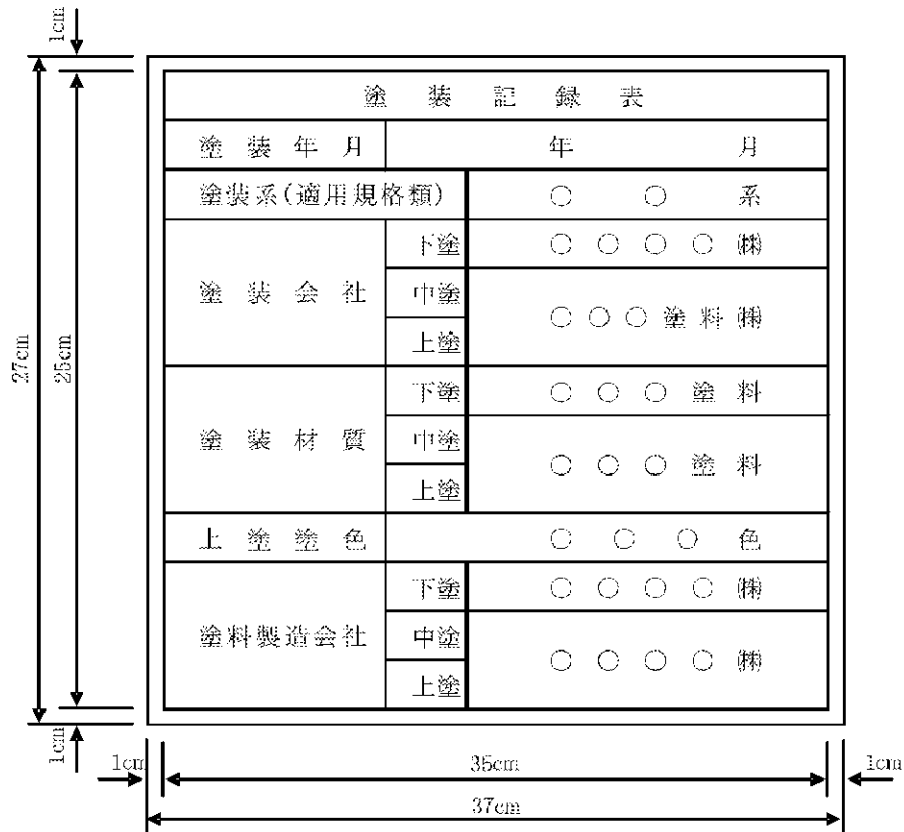 1cm
塗装記録表
塗装年月 年 月
塗装系(適用規格類) ○ ○ 系
塗装会社 下塗 ○○○○㈱
中塗
○○○塗料㈱
上塗
塗装材質 下塗 ○○○塗料
中塗
○○○塗料
上塗
上塗塗色 ○○○色
塗料製造会社 下塗 ○○○○㈱
中塗
○○○○㈱
上塗
27cm
25cm
1cm
1cm
35cm
1cm
37cm